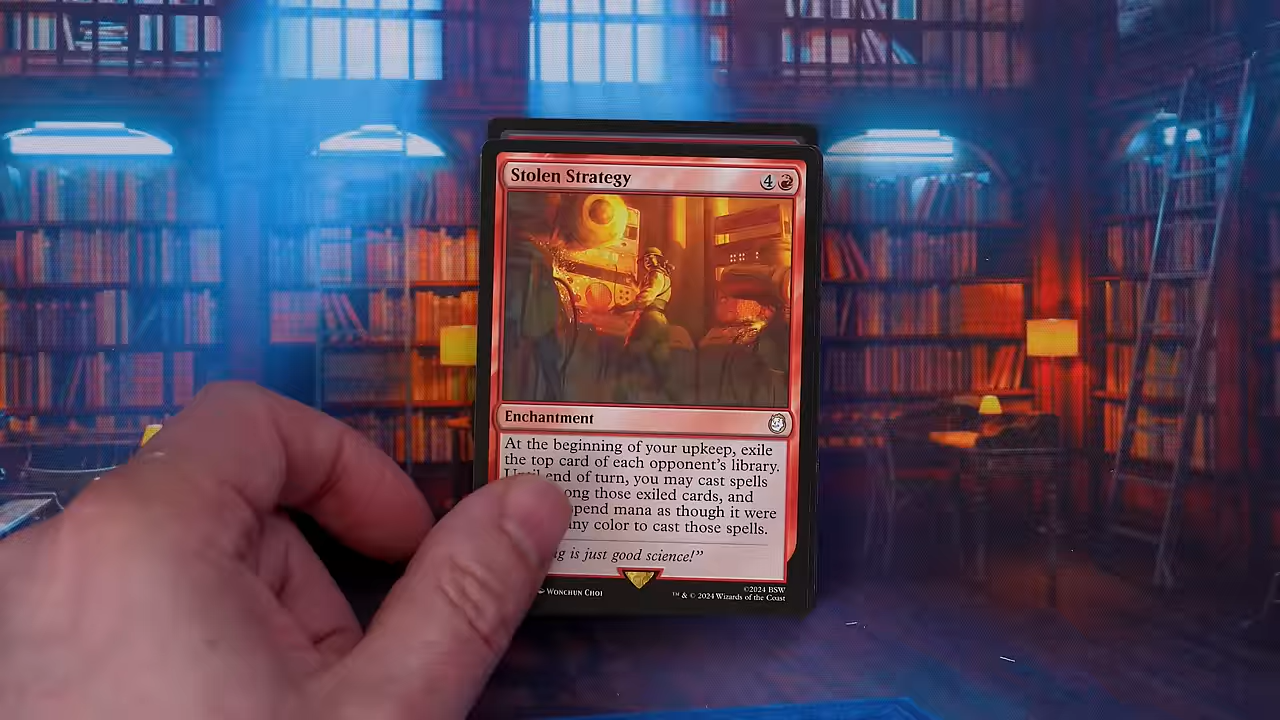 Stolen Strategy 4
Enchantment
At the beginning of your upkeep, exile
the top card of each opponent's library.
end of turn, you may cast spells
those exiled cards, and
spend mana as though it were
any color to cast those spells.
is just good science!"
Wonchun Choi ™ & © 2024 Wizards of the Coast
©2024 BSW